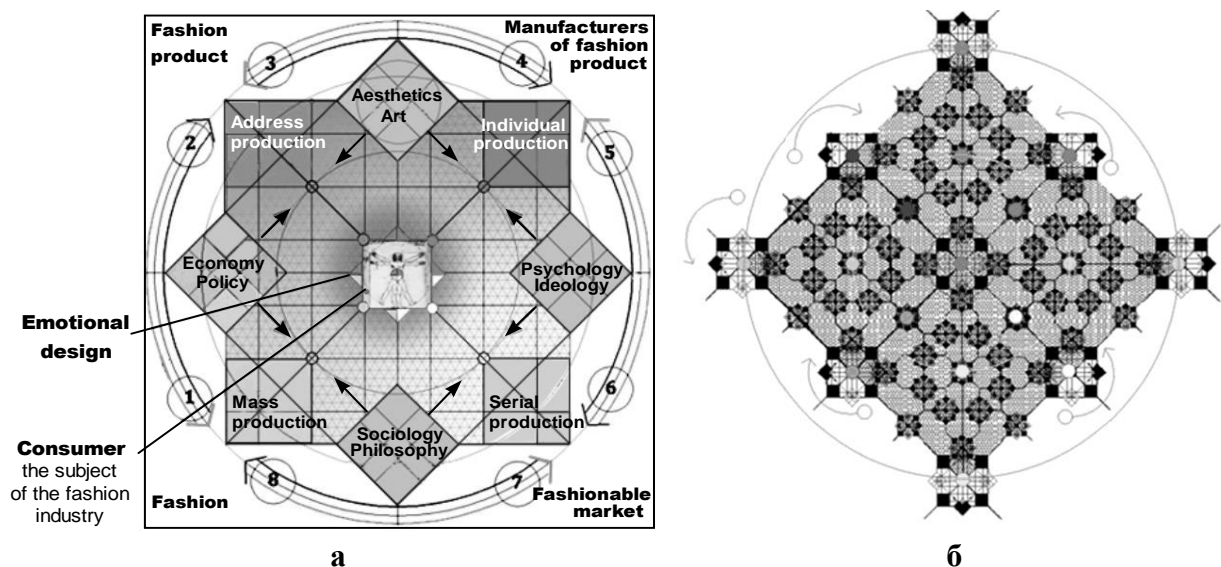 Fashion
product
Manufacturers
of fashion
product
3
4
Aesthetics
Art
Address
production
Individual
production
2
5
Economy
Policy
Psychology
Ideology
Emotional
design
1
6
Mass
production
Serial
production
Sociology
Philosophy
Consumer
the subject
of the fashion
industry
8
7
Fashion
Fashionable
market
а
б